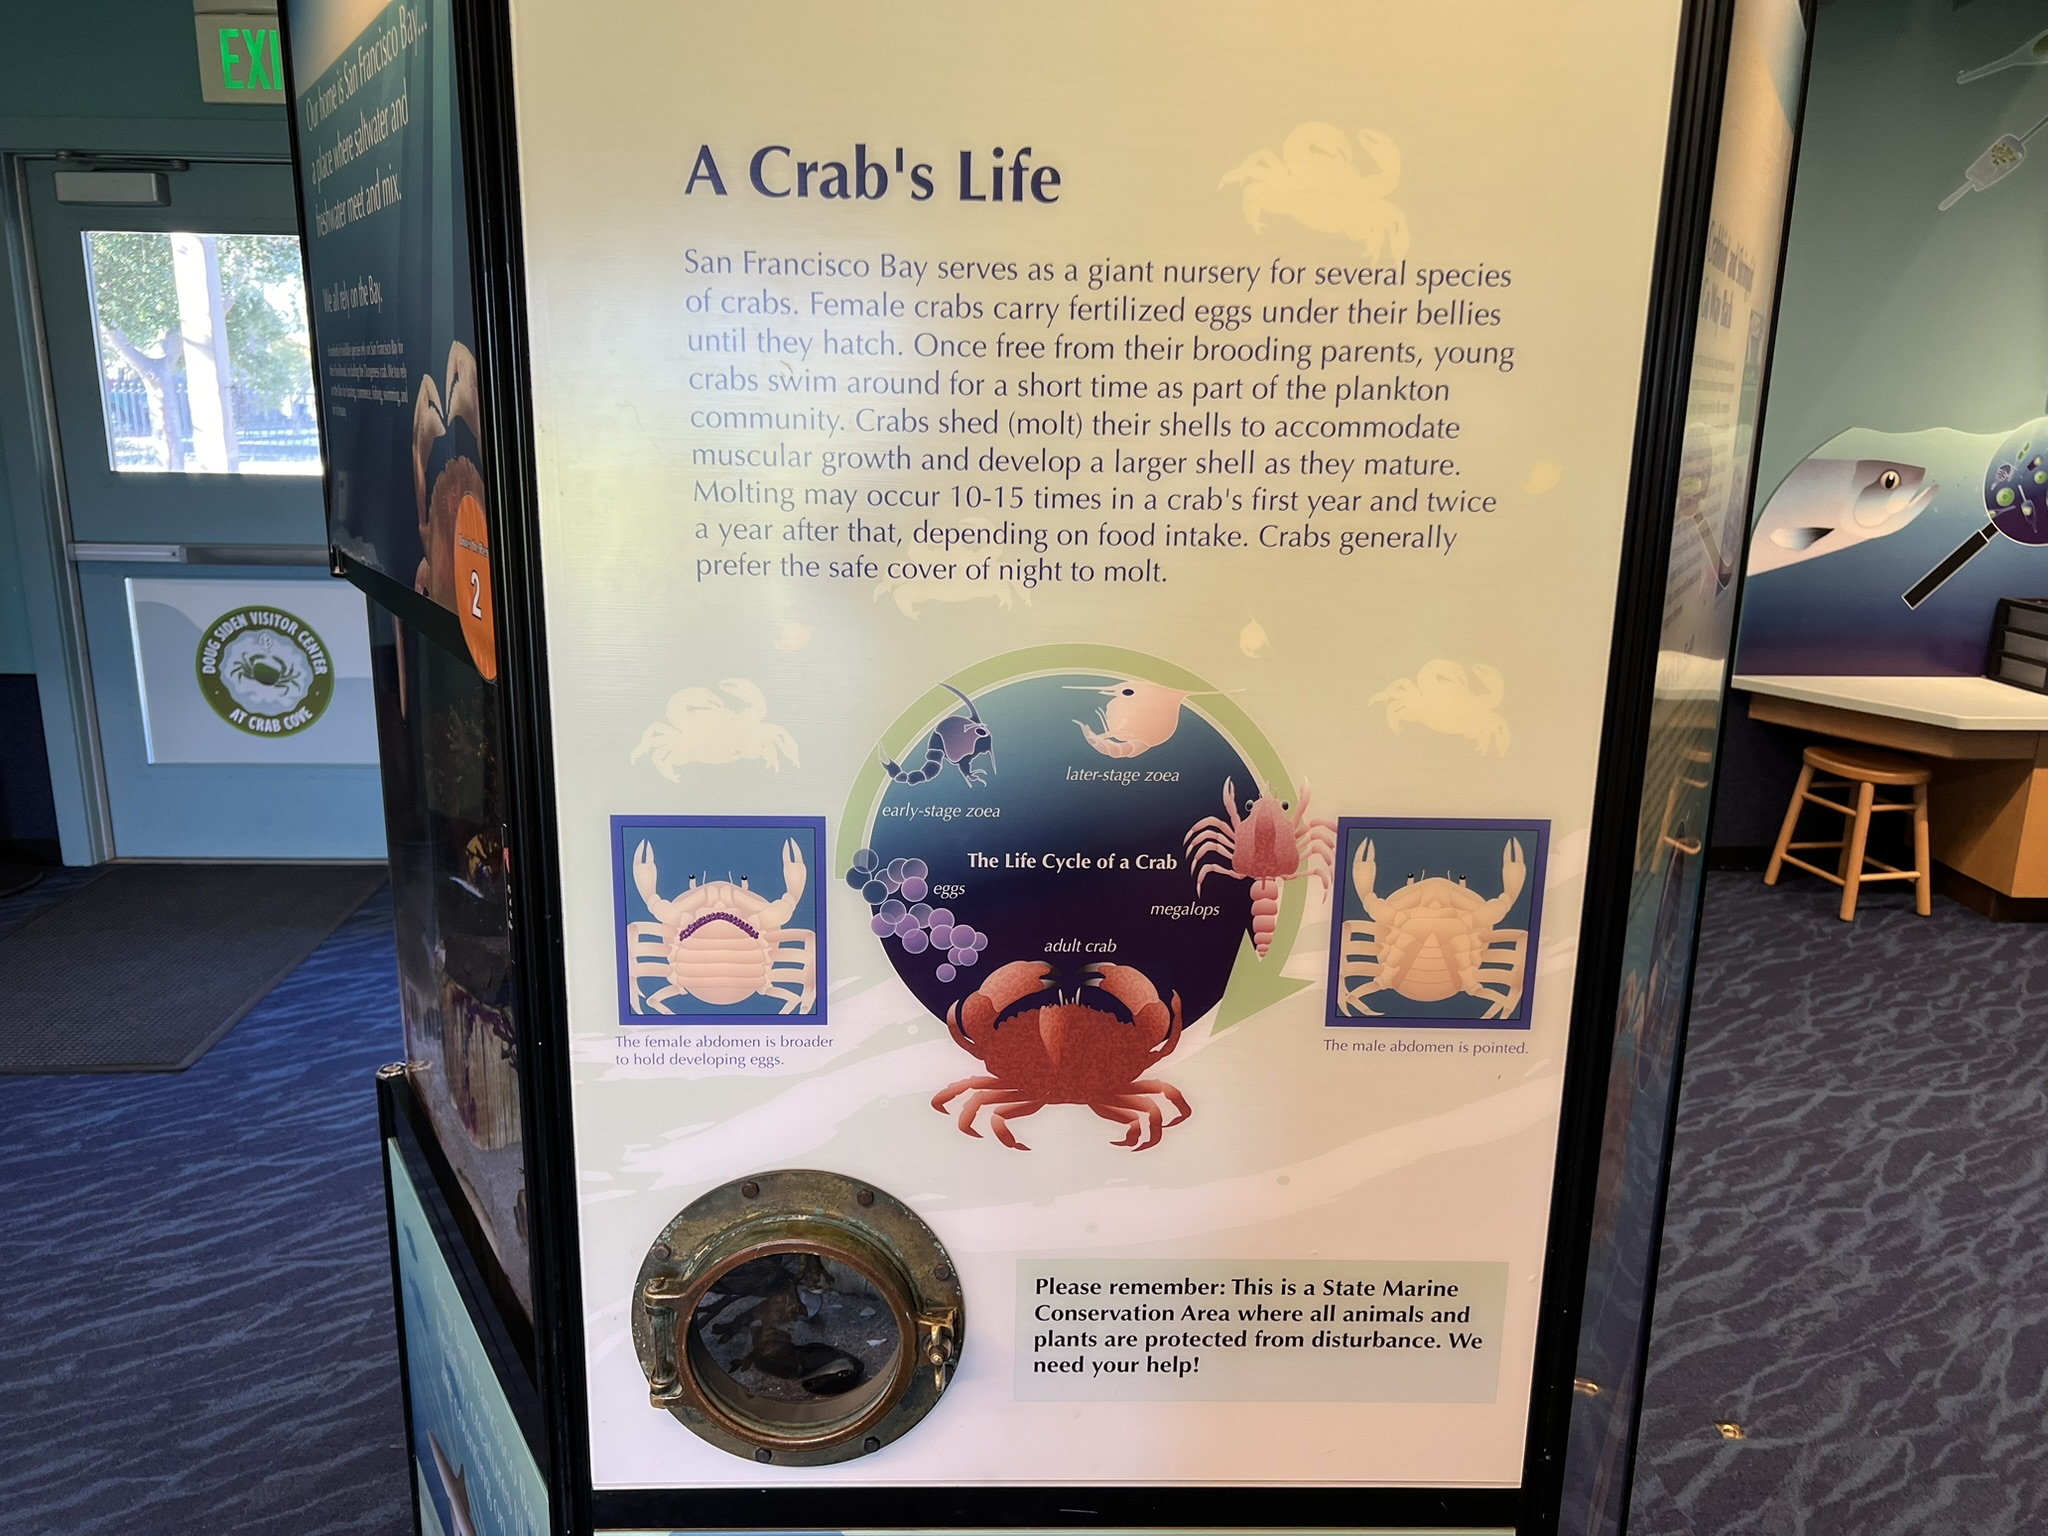 EXI
Our home is San Francisco Bay...
a place where saltwater and
freshwater meet and mix.
We all rely on the Bay.
2
DOUG SIDEN VISITOR CENTER
AT CRAB COVE
A Crab's Life
San Francisco Bay serves as a giant nursery for several species
of crabs. Female crabs carry fertilized eggs under their bellies
until they hatch. Once free from their brooding parents, young
crabs swim around for a short time as part of the plankton
community. Crabs shed (molt) their shells to accommodate
muscular growth and develop a larger shell as they mature.
Molting may occur 10-15 times in a crab's first year and twice
a year after that, depending on food intake. Crabs generally
prefer the safe cover of night to molt.
later-stage zoea
early-stage zoea
The Life Cycle of a Crab
eggs
megalops
adult crab
The female abdomen is broader
to hold developing eggs.
The male abdomen is pointed.
Please remember: This is a State Marine
Conservation Area where all animals and
plants are protected from disturbance. We
need your help!